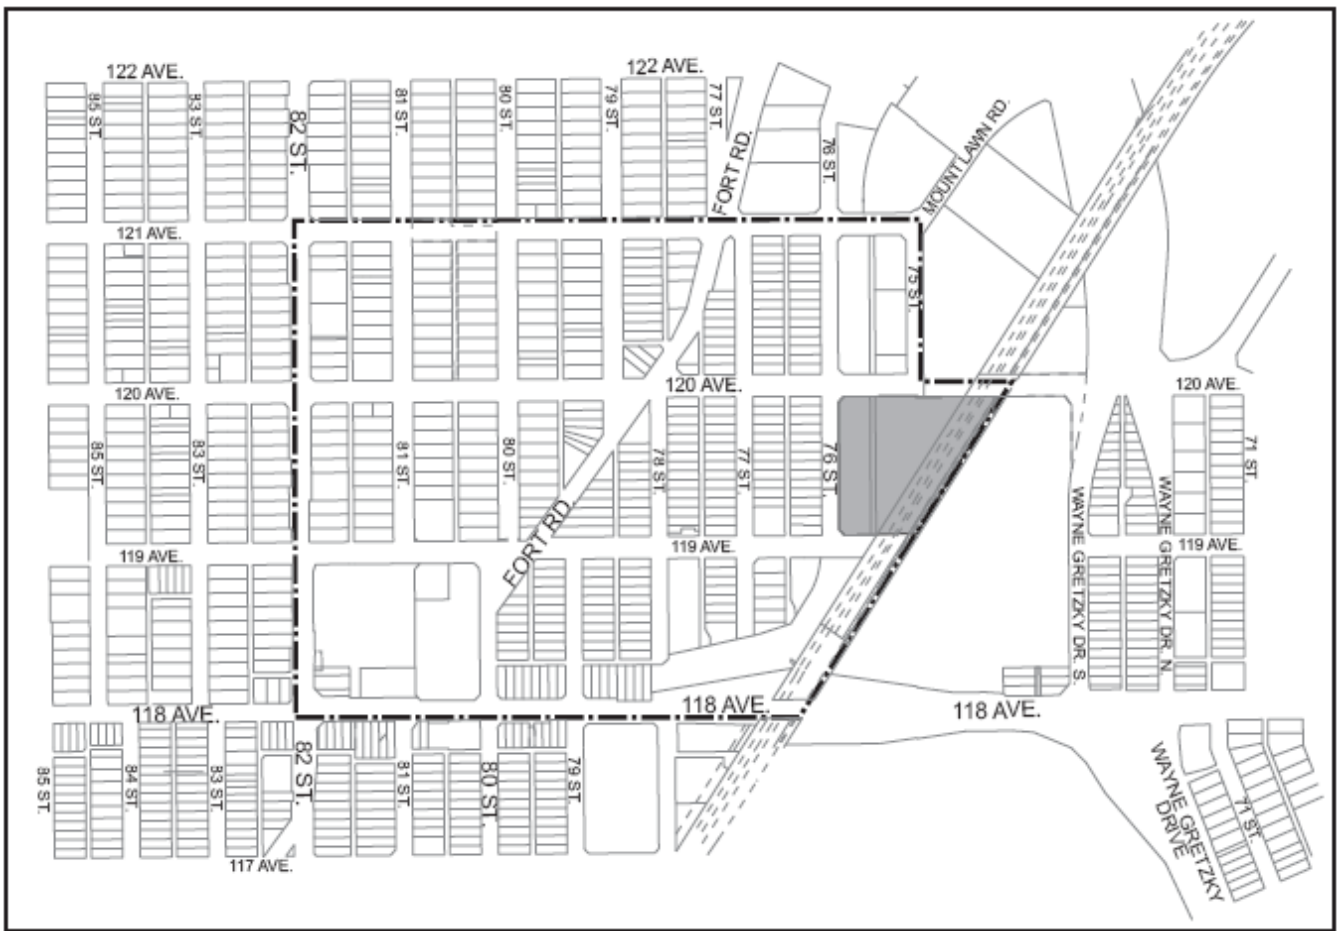 122 AVE.
122 AVE.
85 ST.
83 ST.
82 ST.
81 ST.
80 ST.
79 ST.
77 ST.
FORT RD.
76 ST.
MOUNT LAWN RD.
121 AVE.
75 ST.
120 AVE.
120 AVE.
120 AVE.
85 ST.
83 ST.
81 ST.
80 ST.
FORT RD.
78 ST.
77 ST.
76 ST.
71 ST.
WAYNE GRETZKY DR. S.
WAYNE GRETZKY DR. N.
119 AVE.
119 AVE.
119 AVE.
118 AVE.
118 AVE.
118 AVE.
85 ST.
84 ST.
83 ST.
82 ST.
81 ST.
80 ST.
79 ST.
WAYNE GRETZKY
DRIVE
71 ST.
117 AVE.